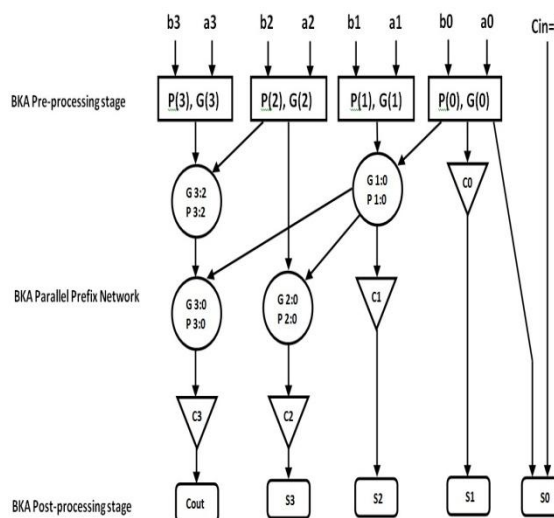 b3 a3 b2 a2 b1 a1 b0 a0 Cin=
BKA Pre-processing stage
P(3), G(3) P(2), G(2) P(1), G(1) P(0), G(0)
G 3:2
P 3:2
G 1:0
P 1:0
C0
BKA Parallel Prefix Network
G 3:0
P 3:0
G 2:0
P 2:0
C1
C3 C2
BKA Post-processing stage
Cout S3 S2 S1 S0